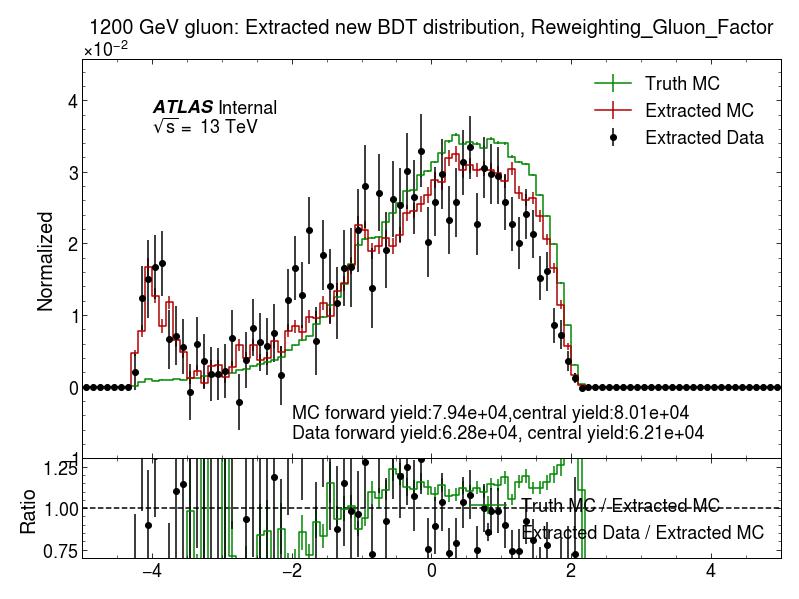 1200 GeV gluon: Extracted new BDT distribution, Reweighting_Gluon_Factor
×10⁻²
ATLAS Internal
√s = 13 TeV
Truth MC
Extracted MC
Extracted Data
Normalized
4
3
2
1
0
MC forward yield:7.94e+04,central yield:8.01e+04
Data forward yield:6.28e+04, central yield:6.21e+04
Ratio
1.25
1.00
0.75
Truth MC / Extracted MC
Extracted Data / Extracted MC
−4
−2
0
2
4